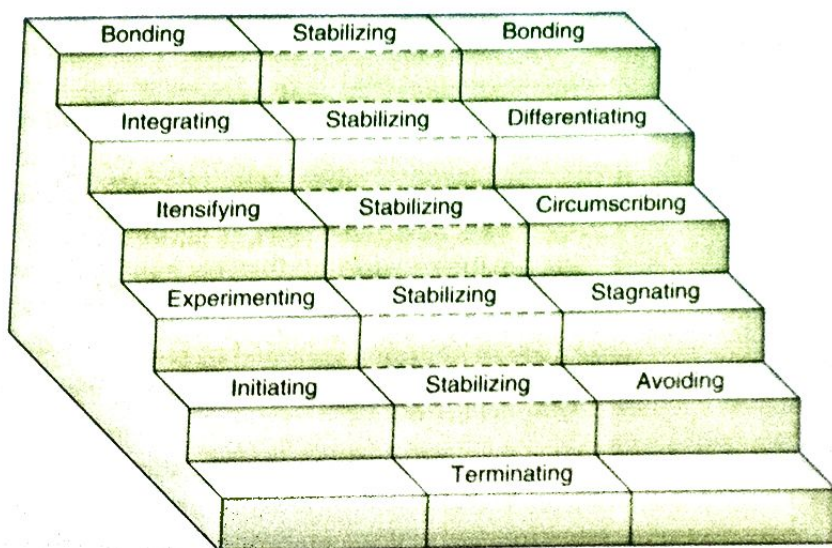 Bonding Stabilizing Bonding
Integrating Stabilizing Differentiating
Itensifying Stabilizing Circumscribing
Experimenting Stabilizing Stagnating
Initiating Stabilizing Avoiding
Terminating